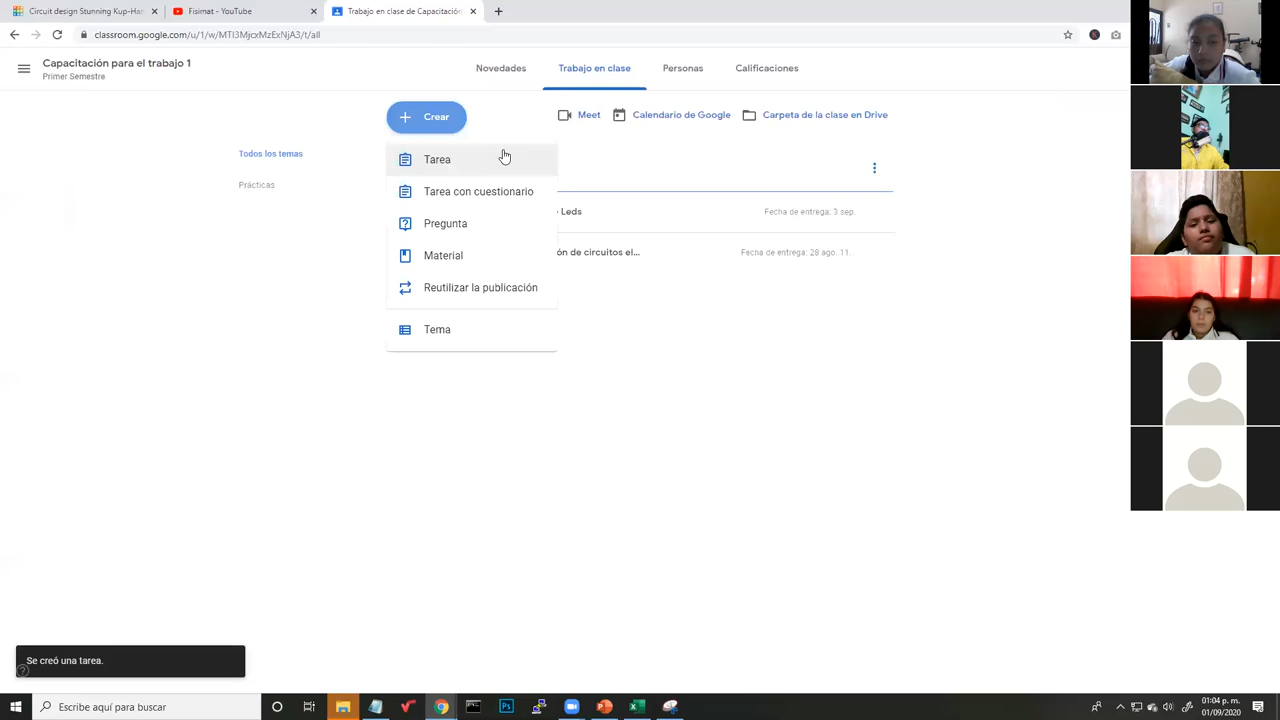 Circuit design Stunning Kup-Has
Fisimat - YouTube
Trabajo en clase de Capacitación
classroom.google.com/u/1/w/MTI3MjcxMzExNjA3/t/all
Capacitación para el trabajo 1
Primer Semestre
Novedades
Trabajo en clase
Personas
Calificaciones
Crear
Meet
Calendario de Google
Carpeta de la clase en Drive
Todos los temas
Prácticas
Tarea
Tarea con cuestionario
Pregunta
Material
Reutilizar la publicación
Tema
Leds
Fecha de entrega: 3 sep.
ón de circuitos el...
Fecha de entrega: 28 ago. 11...
Se creó una tarea.
Escribe aquí para buscar
01:04 p. m.
01/09/2020